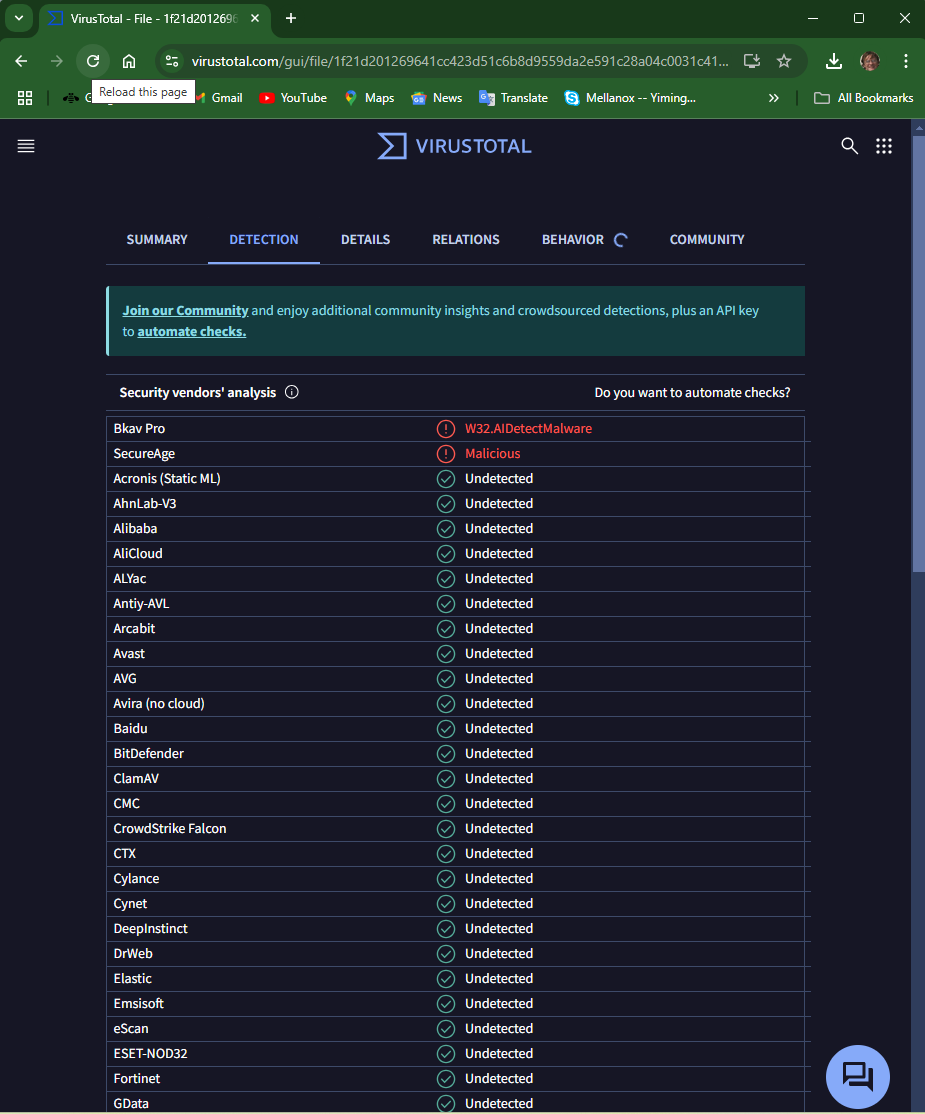 VirusTotal - File - 1f21d2012696
virustotal.com/gui/file/1f21d201269641cc423d51c6b8d9559da2e591c28a04c0031c41...
Reload this page
G
Gmail
YouTube
Maps
News
Translate
Mellanox -- Yiming...
All Bookmarks
VIRUSTOTAL
SUMMARY
DETECTION
DETAILS
RELATIONS
BEHAVIOR
COMMUNITY
Join our Community and enjoy additional community insights and crowdsourced detections, plus an API key
to automate checks.
Security vendors' analysis
Do you want to automate checks?
Bkav Pro W32.AIDetectMalware
SecureAge Malicious
Acronis (Static ML) Undetected
AhnLab-V3 Undetected
Alibaba Undetected
AliCloud Undetected
ALYac Undetected
Antiy-AVL Undetected
Arcabit Undetected
Avast Undetected
AVG Undetected
Avira (no cloud) Undetected
Baidu Undetected
BitDefender Undetected
ClamAV Undetected
CMC Undetected
CrowdStrike Falcon Undetected
CTX Undetected
Cylance Undetected
Cynet Undetected
DeepInstinct Undetected
DrWeb Undetected
Elastic Undetected
Emsisoft Undetected
eScan Undetected
ESET-NOD32 Undetected
Fortinet Undetected
GData Undetected